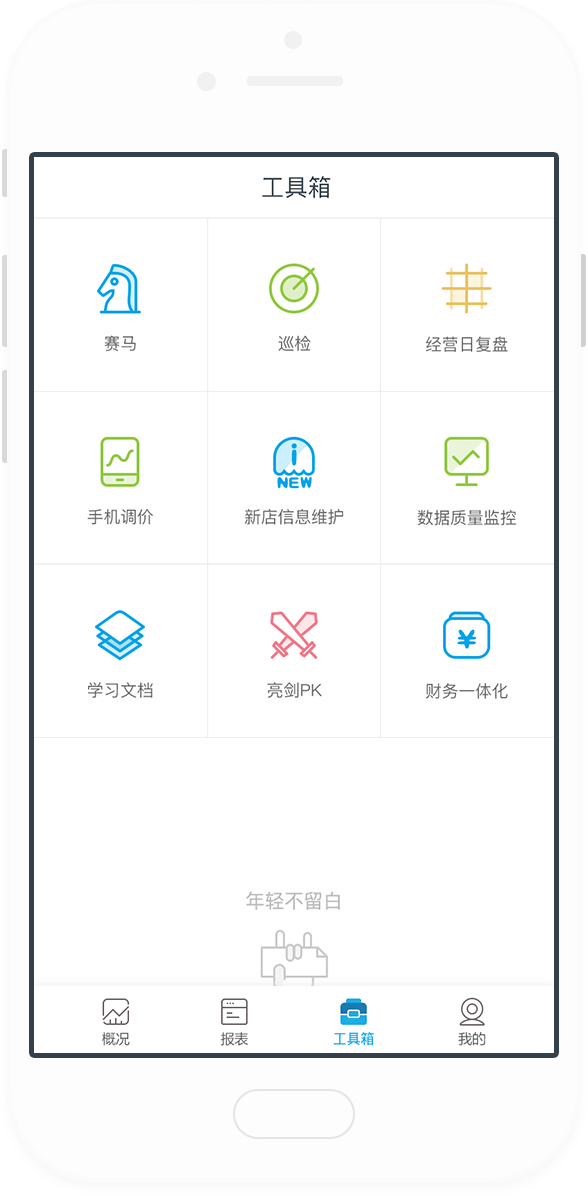 工具箱
赛马
巡检
经营日复盘
手机调价
NEW
新店信息维护
数据质量监控
学习文档
亮剑PK
¥
财务一体化
年轻不留白
概况
报表
工具箱
我的